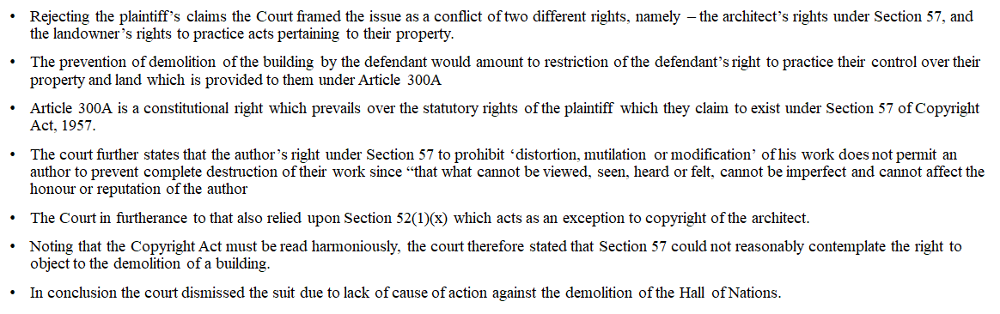 • Rejecting the plaintiff’s claims the Court framed the issue as a conflict of two different rights, namely – the architect’s rights under Section 57, and
the landowner’s rights to practice acts pertaining to their property.
• The prevention of demolition of the building by the defendant would amount to restriction of the defendant’s right to practice their control over their
property and land which is provided to them under Article 300A
• Article 300A is a constitutional right which prevails over the statutory rights of the plaintiff which they claim to exist under Section 57 of Copyright
Act, 1957.
• The court further states that the author’s right under Section 57 to prohibit ‘distortion, mutilation or modification’ of his work does not permit an
author to prevent complete destruction of their work since “that what cannot be viewed, seen, heard or felt, cannot be imperfect and cannot affect the
honour or reputation of the author
• The Court in furtherance to that also relied upon Section 52(1)(x) which acts as an exception to copyright of the architect.
• Noting that the Copyright Act must be read harmoniously, the court therefore stated that Section 57 could not reasonably contemplate the right to
object to the demolition of a building.
• In conclusion the court dismissed the suit due to lack of cause of action against the demolition of the Hall of Nations.